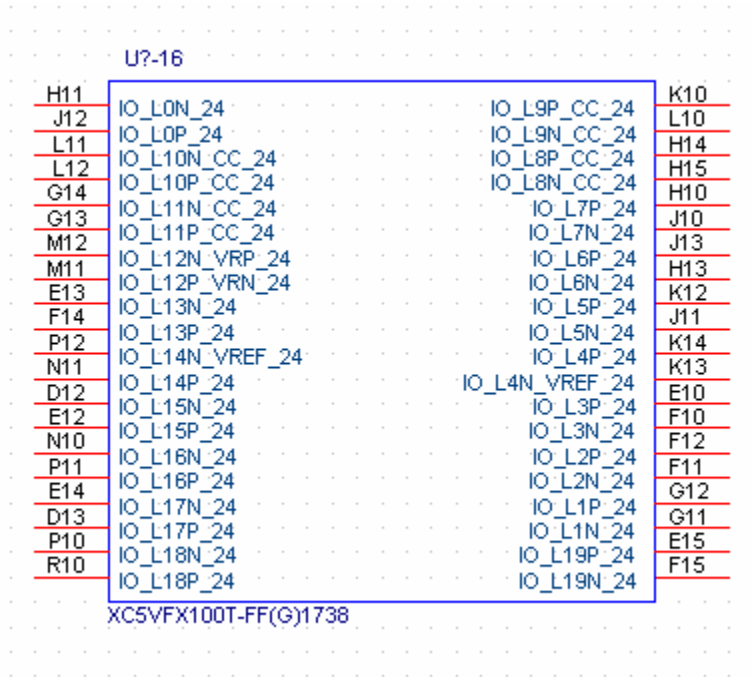 U?-16
H11 IO_L0N_24 IO_L9P_CC_24 K10
J12 IO_L0P_24 IO_L9N_CC_24 L10
L11 IO_L10N_CC_24 IO_L8P_CC_24 H14
L12 IO_L10P_CC_24 IO_L8N_CC_24 H15
G14 IO_L11N_CC_24 IO_L7P_24 H10
G13 IO_L11P_CC_24 IO_L7N_24 J10
M12 IO_L12N_VRP_24 IO_L6P_24 J13
M11 IO_L12P_VRN_24 IO_L6N_24 H13
E13 IO_L13N_24 IO_L5P_24 K12
F14 IO_L13P_24 IO_L5N_24 J11
P12 IO_L14N_VREF_24 IO_L4P_24 K14
N11 IO_L14P_24 IO_L4N_VREF_24 K13
D12 IO_L15N_24 IO_L3P_24 E10
E12 IO_L15P_24 IO_L3N_24 F10
N10 IO_L16N_24 IO_L2P_24 F12
P11 IO_L16P_24 IO_L2N_24 F11
E14 IO_L17N_24 IO_L1P_24 G12
D13 IO_L17P_24 IO_L1N_24 G11
P10 IO_L18N_24 IO_L19P_24 E15
R10 IO_L18P_24 IO_L19N_24 F15
XC5VFX100T-FF(G)1738